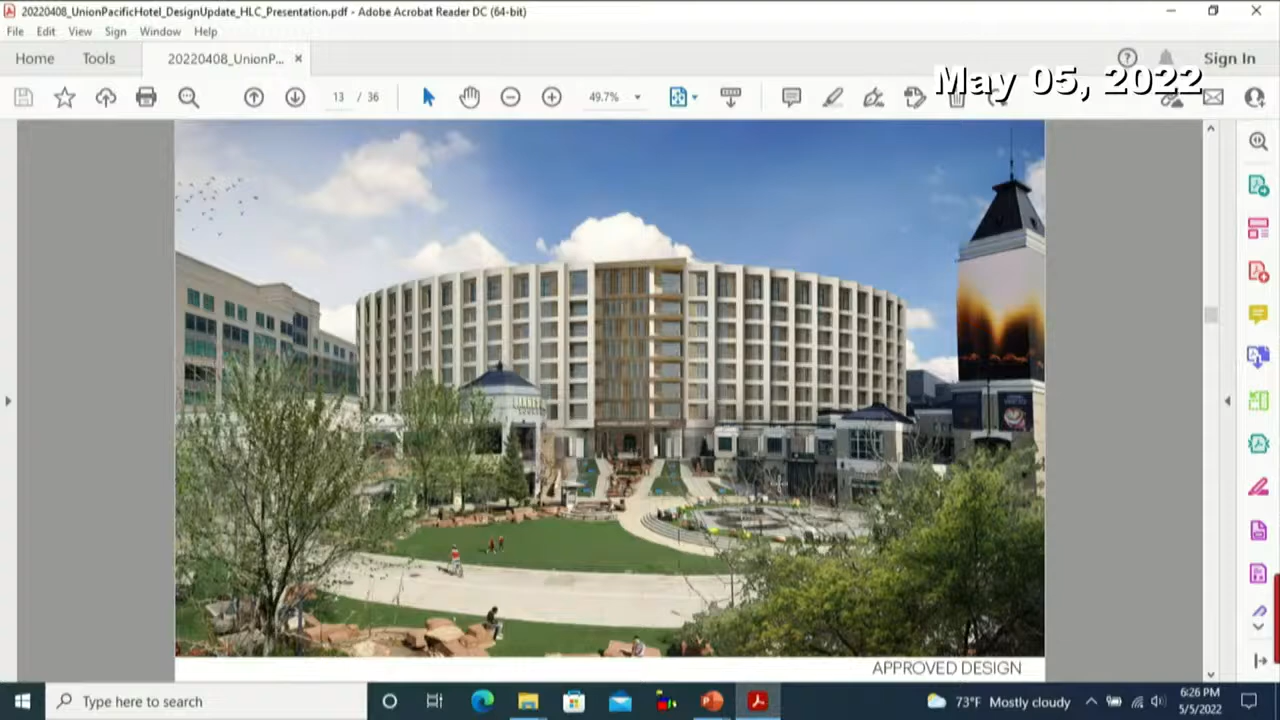 20220408_UnionPacificHotel_DesignUpdate_HLC_Presentation.pdf - Adobe Acrobat Reader DC (64-bit)
File Edit View Sign Window Help
Home Tools 20220408_UnionP... × Sign In
May 05, 2022
13 / 36 49.7%
APPROVED DESIGN
Type here to search 73°F Mostly cloudy 6:26 PM
5/5/2022